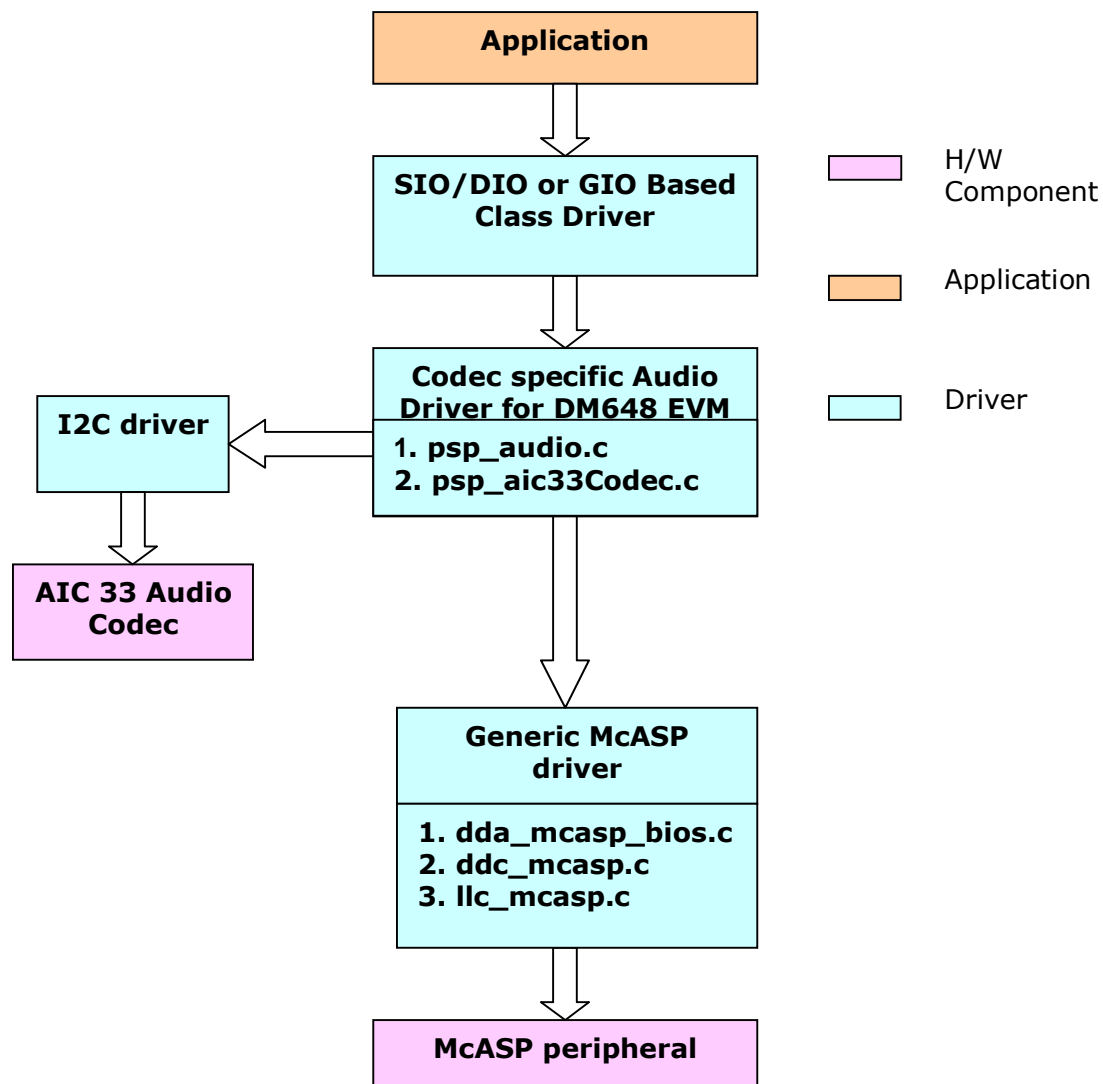 Application
SIO/DIO or GIO Based
Class Driver
H/W
Component
Application
Codec specific Audio
Driver for DM648 EVM
1. psp_audio.c
2. psp_aic33Codec.c
Driver
I2C driver
AIC 33 Audio
Codec
Generic McASP
driver
1. dda_mcasp_bios.c
2. ddc_mcasp.c
3. llc_mcasp.c
McASP peripheral